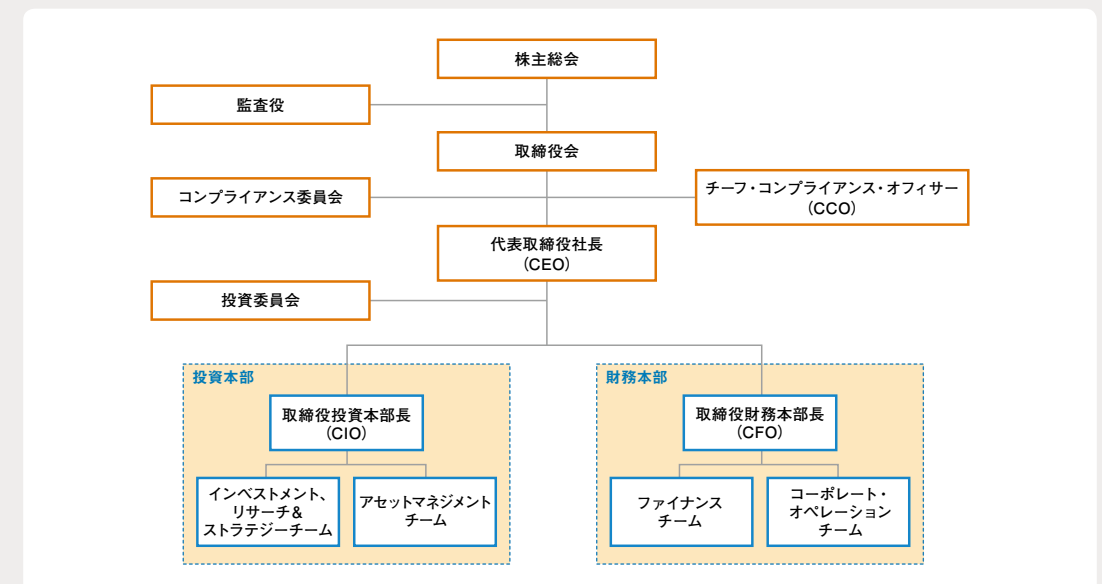 株主総会
監査役
取締役会
コンプライアンス委員会
チーフ・コンプライアンス・オフィサー
（CCO）
代表取締役社長
（CEO）
投資委員会
投資本部
取締役投資本部長
（CIO）
インベストメント、
リサーチ＆
ストラテジーチーム
アセットマネジメント
チーム
財務本部
取締役財務本部長
（CFO）
ファイナンス
チーム
コーポレート・
オペレーション
チーム